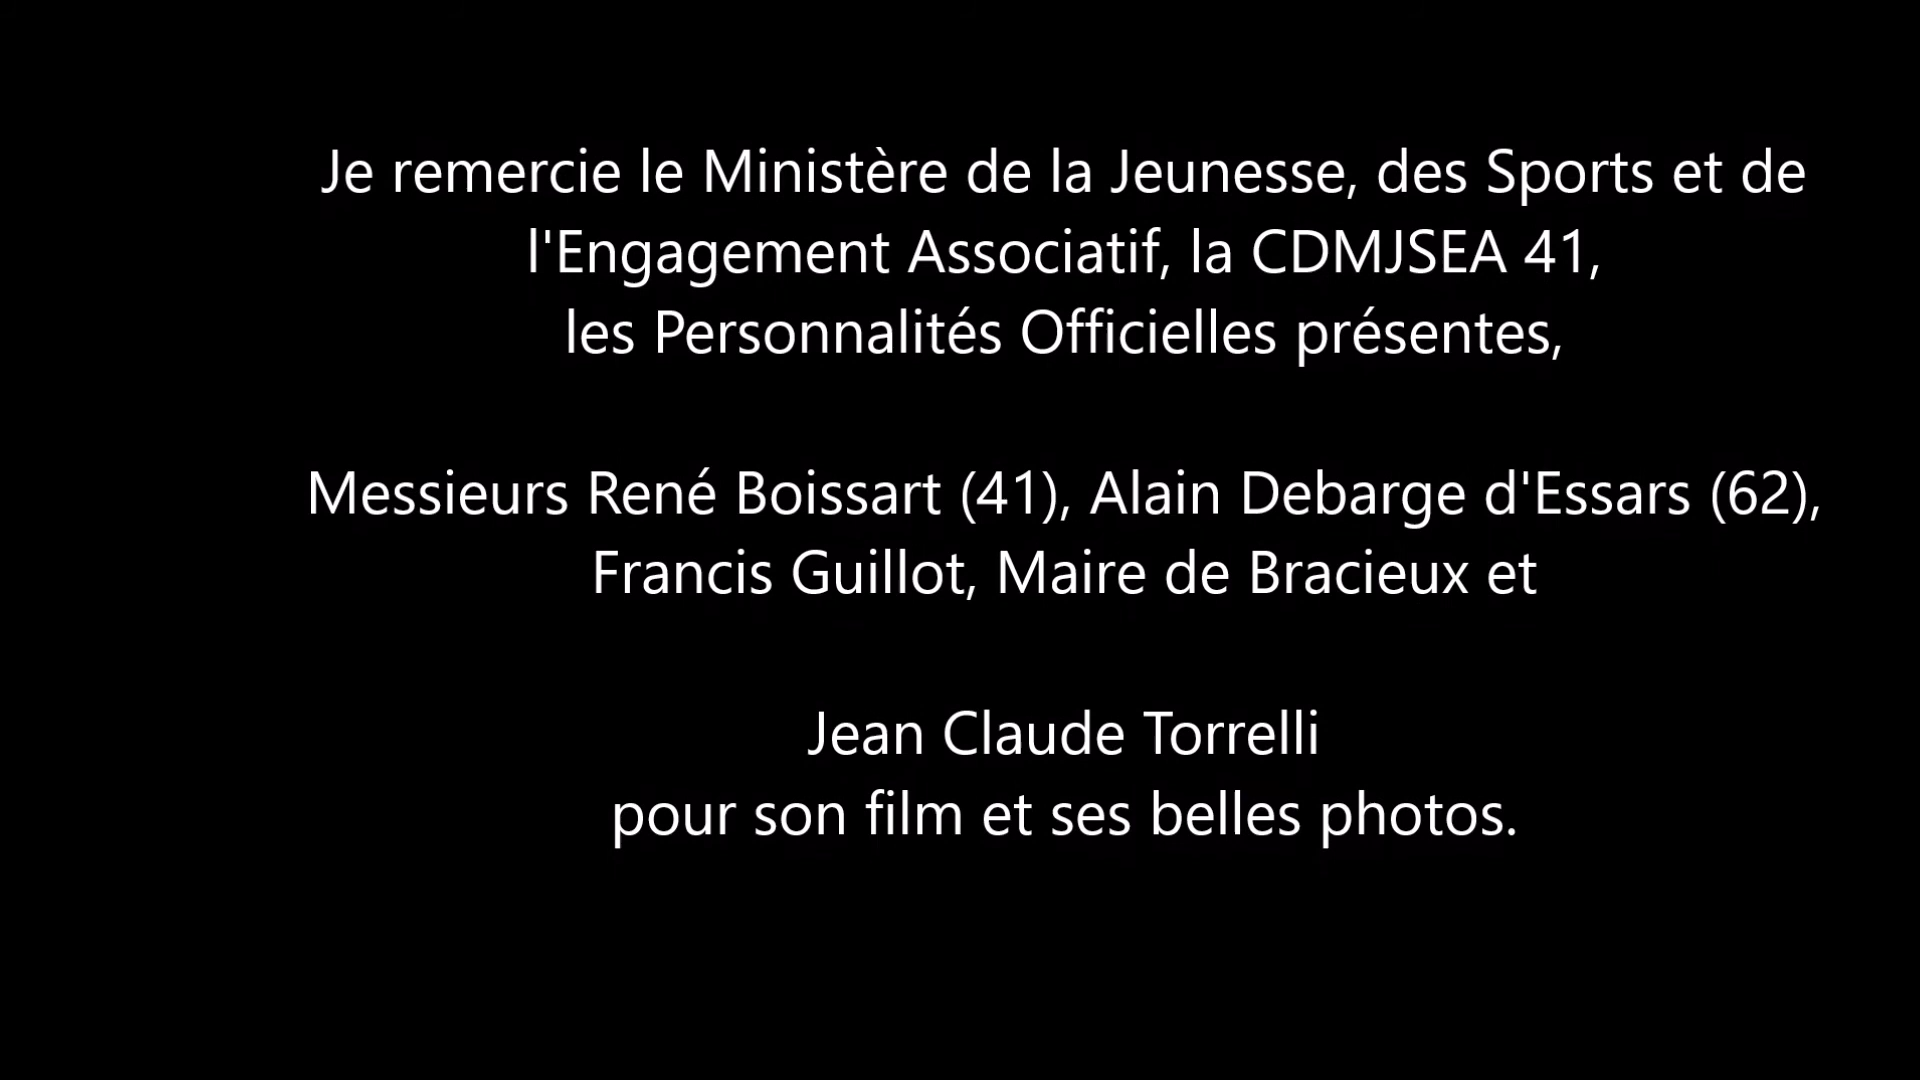 Je remercie le Ministère de la Jeunesse, des Sports et de
l'Engagement Associatif, la CDMJSEA 41,
les Personnalités Officielles présentes,
Messieurs René Boissart (41), Alain Debarge d'Essars (62),
Francis Guillot, Maire de Bracieux et
Jean Claude Torrelli
pour son film et ses belles photos.